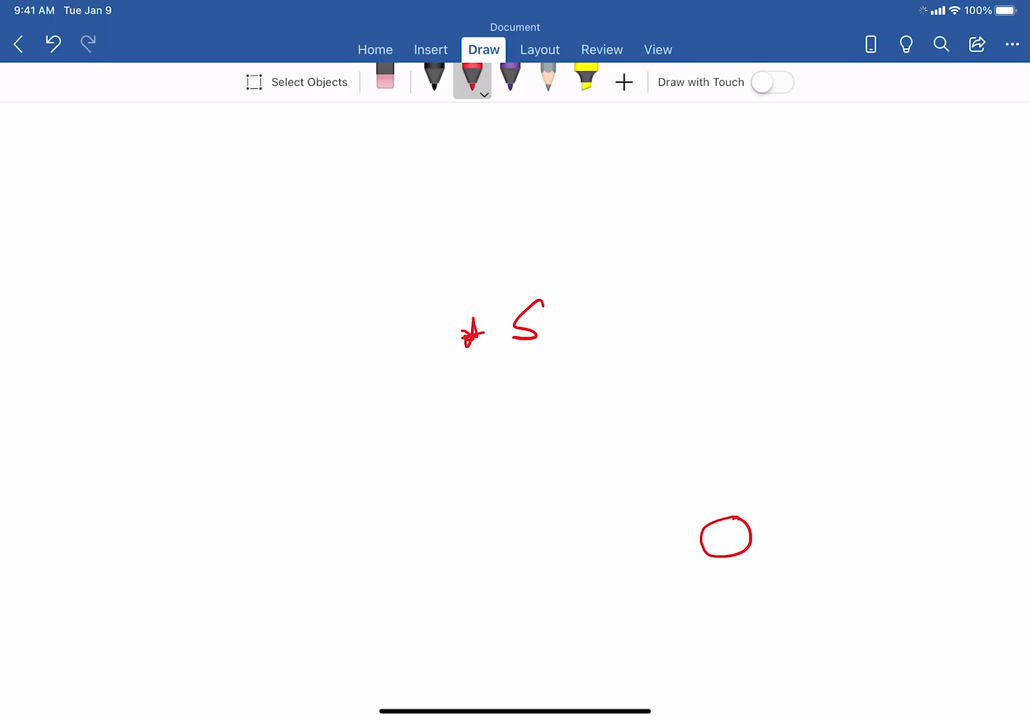 9:41 AM Tue Jan 9 100%
Document
Home Insert Draw Layout Review View
Select Objects Draw with Touch
* S